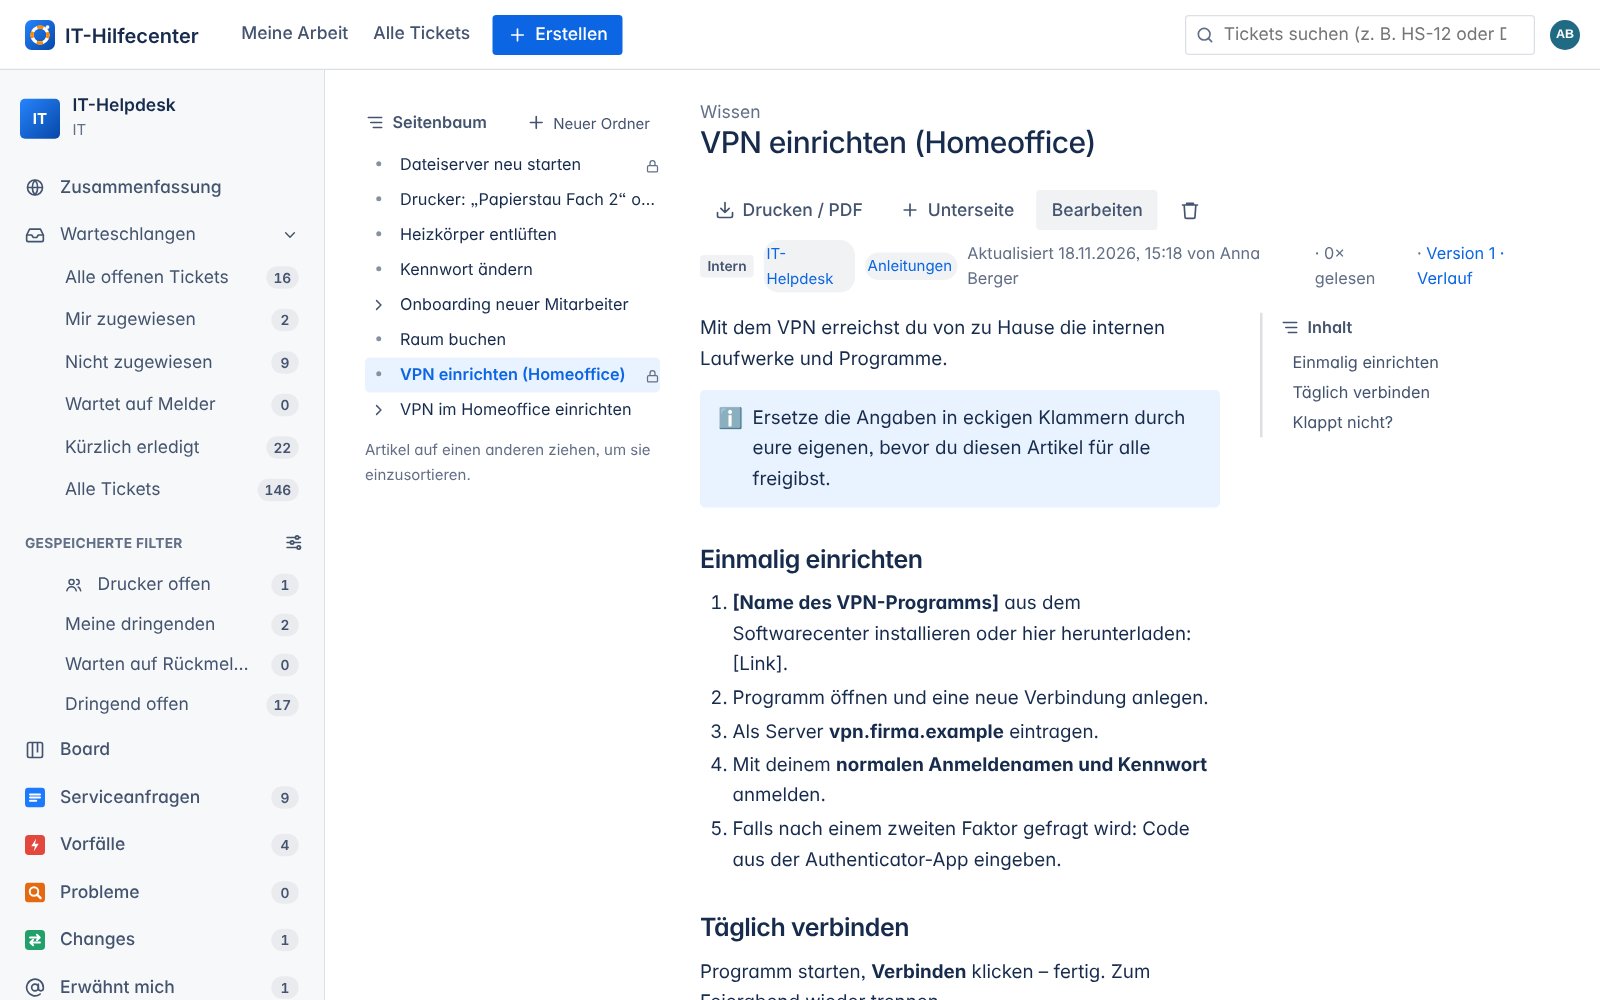 IT-Hilfecenter
Meine Arbeit
Alle Tickets
Erstellen
Tickets suchen (z. B. HS-12 oder D
AB
IT
IT-Helpdesk
IT
Zusammenfassung
Warteschlangen
Alle offenen Tickets 16
Mir zugewiesen 2
Nicht zugewiesen 9
Wartet auf Melder 0
Kürzlich erledigt 22
Alle Tickets 146
GESPEICHERTE FILTER
Drucker offen 1
Meine dringenden 2
Warten auf Rückmel... 0
Dringend offen 17
Board
Serviceanfragen 9
Vorfälle 4
Probleme 0
Changes 1
Erwähnt mich 1
Seitenbaum
Neuer Ordner
Dateiserver neu starten
Drucker: „Papierstau Fach 2“ o...
Heizkörper entlüften
Kennwort ändern
Onboarding neuer Mitarbeiter
Raum buchen
VPN einrichten (Homeoffice)
VPN im Homeoffice einrichten
Artikel auf einen anderen ziehen, um sie
einzusortieren.
Wissen
VPN einrichten (Homeoffice)
Drucken / PDF
Unterseite
Bearbeiten
Intern
IT-
Helpdesk
Anleitungen
Aktualisiert 18.11.2026, 15:18 von Anna
Berger
· 0×
gelesen
· Version 1 ·
Verlauf
Mit dem VPN erreichst du von zu Hause die internen
Laufwerke und Programme.
Ersetze die Angaben in eckigen Klammern durch
eure eigenen, bevor du diesen Artikel für alle
freigibst.
Einmalig einrichten
1. [Name des VPN-Programms] aus dem
Softwarecenter installieren oder hier herunterladen:
[Link].
2. Programm öffnen und eine neue Verbindung anlegen.
3. Als Server vpn.firma.example eintragen.
4. Mit deinem normalen Anmeldenamen und Kennwort
anmelden.
5. Falls nach einem zweiten Faktor gefragt wird: Code
aus der Authenticator-App eingeben.
Täglich verbinden
Programm starten, Verbinden klicken – fertig. Zum
Feierabend wieder trennen.
Inhalt
Einmalig einrichten
Täglich verbinden
Klappt nicht?